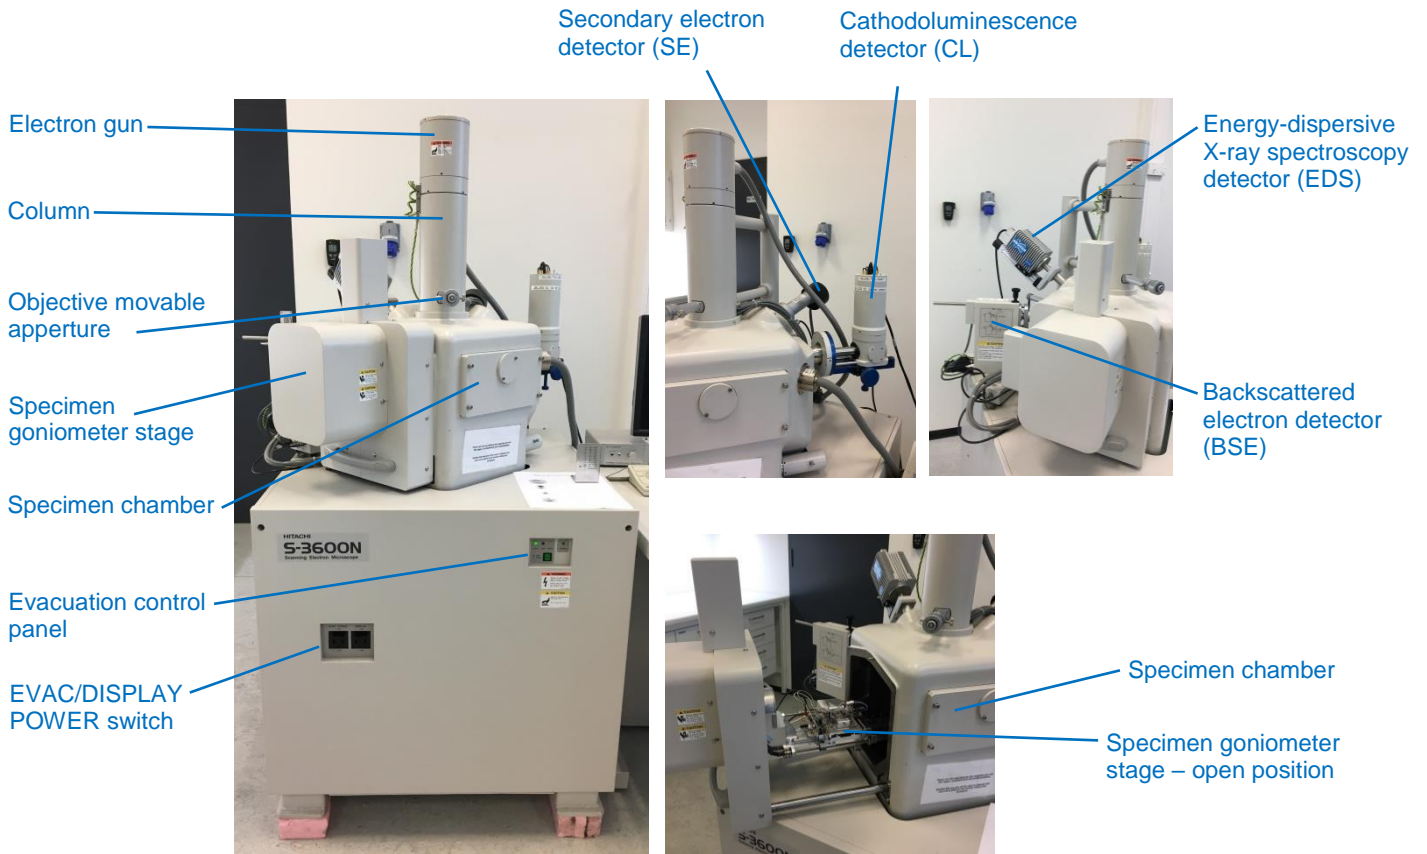 Secondary electron
detector (SE)
Cathodoluminescence
detector (CL)
Electron gun
Column
Objective movable
apperture
Specimen
goniometer stage
Specimen chamber
Evacuation control
panel
EVAC/DISPLAY
POWER switch
HITACHI
S-3600N
Scanning Electron Microscope
Energy-dispersive
X-ray spectroscopy
detector (EDS)
Backscattered
electron detector
(BSE)
Specimen chamber
Specimen goniometer
stage – open position
S-3600N